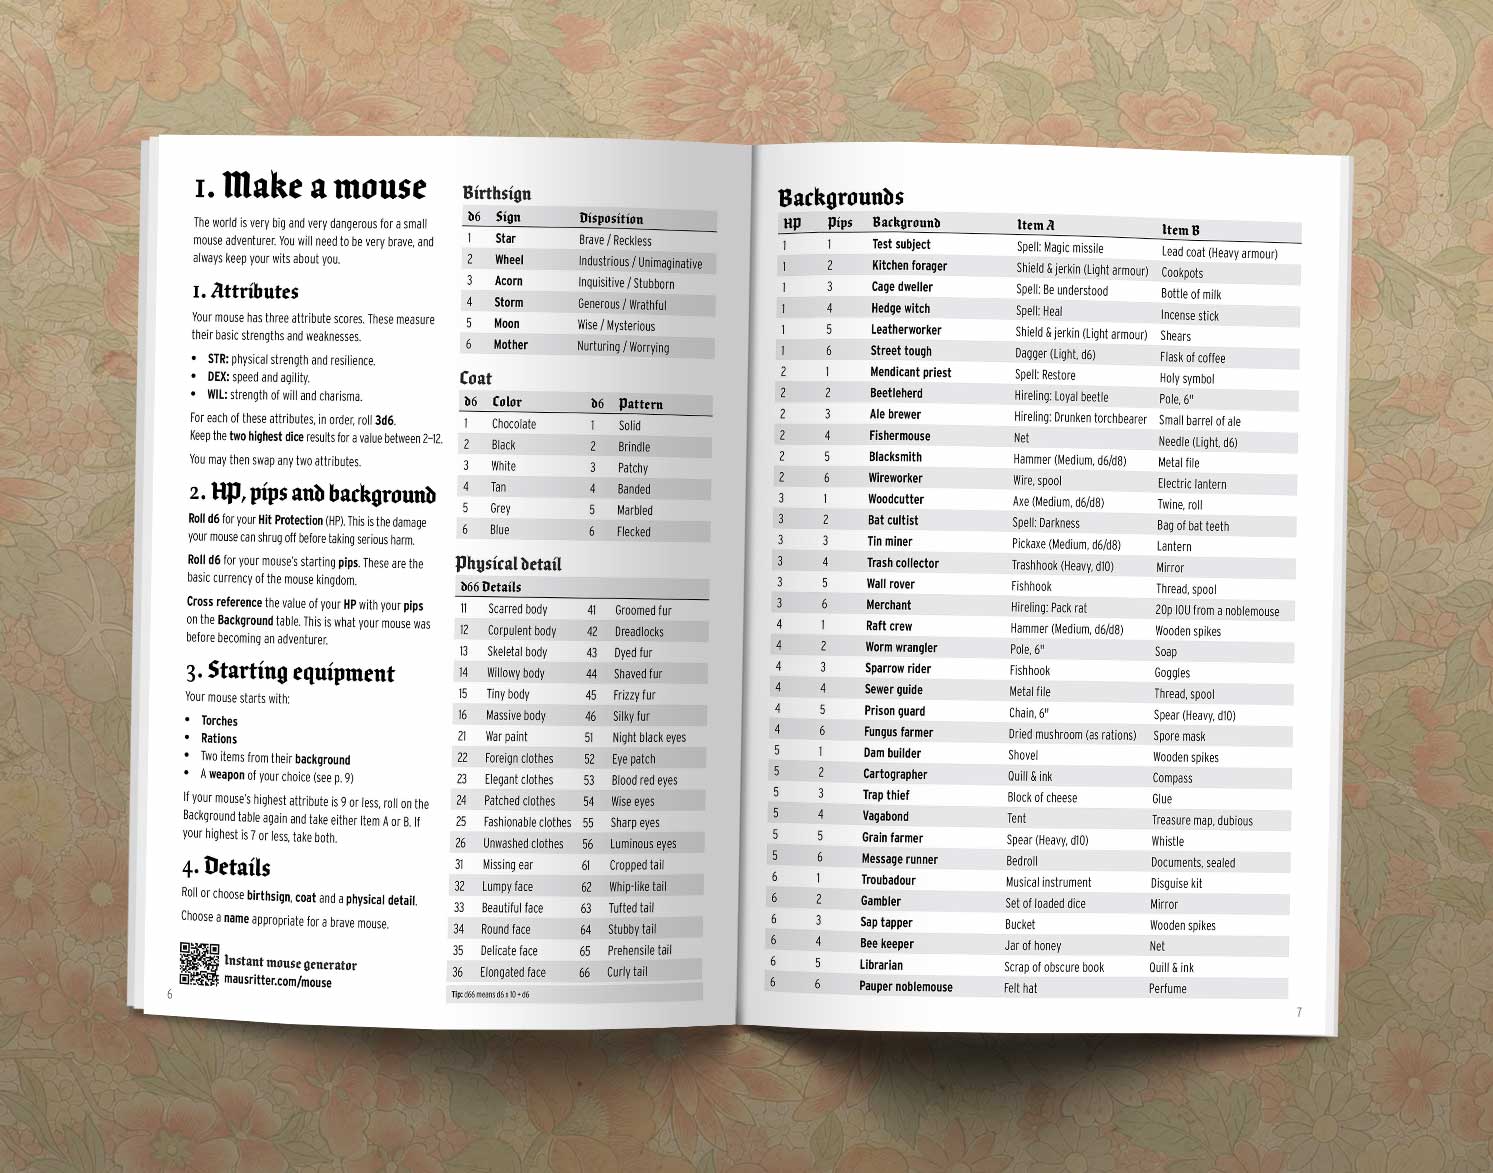 1. Make a mouse
The world is very big and very dangerous for a small
mouse adventurer. You will need to be very brave, and
always keep your wits about you.
1. Attributes
Your mouse has three attribute scores. These measure
their basic strengths and weaknesses.
• STR: physical strength and resilience.
• DEX: speed and agility.
• WIL: strength of will and charisma.
For each of these attributes, in order, roll 3d6.
Keep the two highest dice results for a value between 2–12.
You may then swap any two attributes.
2. HP, pips and background
Roll d6 for your Hit Protection (HP). This is the damage
your mouse can shrug off before taking serious harm.
Roll d6 for your mouse's starting pips. These are the
basic currency of the mouse kingdom.
Cross reference the value of your HP with your pips
on the Background table. This is what your mouse was
before becoming an adventurer.
3. Starting equipment
Your mouse starts with:
• Torches
• Rations
• Two items from their background
• A weapon of your choice (see p. 9)
If your mouse's highest attribute is 9 or less, roll on the
Background table again and take either Item A or B. If
your highest is 7 or less, take both.
4. Details
Roll or choose birthsign, coat and a physical detail.
Choose a name appropriate for a brave mouse.
Instant mouse generator
mausritter.com/mouse
6
Birthsign
d6 Sign Disposition
1 Star Brave / Reckless
2 Wheel Industrious / Unimaginative
3 Acorn Inquisitive / Stubborn
4 Storm Generous / Wrathful
5 Moon Wise / Mysterious
6 Mother Nurturing / Worrying
Coat
d6 Color d6 Pattern
1 Chocolate 1 Solid
2 Black 2 Brindle
3 White 3 Patchy
4 Tan 4 Banded
5 Grey 5 Marbled
6 Blue 6 Flecked
Physical detail
d66 Details
11 Scarred body 41 Groomed fur
12 Corpulent body 42 Dreadlocks
13 Skeletal body 43 Dyed fur
14 Willowy body 44 Shaved fur
15 Tiny body 45 Frizzy fur
16 Massive body 46 Silky fur
21 War paint 51 Night black eyes
22 Foreign clothes 52 Eye patch
23 Elegant clothes 53 Blood red eyes
24 Patched clothes 54 Wise eyes
25 Fashionable clothes 55 Sharp eyes
26 Unwashed clothes 56 Luminous eyes
31 Missing ear 61 Cropped tail
32 Lumpy face 62 Whip-like tail
33 Beautiful face 63 Tufted tail
34 Round face 64 Stubby tail
35 Delicate face 65 Prehensile tail
36 Elongated face 66 Curly tail
Tip: d66 means d6 x 10 + d6
Backgrounds
HP Pips Background Item A Item B
1 1 Test subject Spell: Magic missile Lead coat (Heavy armour)
1 2 Kitchen forager Shield & jerkin (Light armour) Cookpots
1 3 Cage dweller Spell: Be understood Bottle of milk
1 4 Hedge witch Spell: Heal Incense stick
1 5 Leatherworker Shield & jerkin (Light armour) Shears
1 6 Street tough Dagger (Light, d6) Flask of coffee
2 1 Mendicant priest Spell: Restore Holy symbol
2 2 Beetleherd Hireling: Loyal beetle Pole, 6"
2 3 Ale brewer Hireling: Drunken torchbearer Small barrel of ale
2 4 Fishermouse Net Needle (Light, d6)
2 5 Blacksmith Hammer (Medium, d6/d8) Metal file
2 6 Wireworker Wire, spool Electric lantern
3 1 Woodcutter Axe (Medium, d6/d8) Twine, roll
3 2 Bat cultist Spell: Darkness Bag of bat teeth
3 3 Tin miner Pickaxe (Medium, d6/d8) Lantern
3 4 Trash collector Trashhook (Heavy, d10) Mirror
3 5 Wall rover Fishhook Thread, spool
3 6 Merchant Hireling: Pack rat 20p IOU from a noblemouse
4 1 Raft crew Hammer (Medium, d6/d8) Wooden spikes
4 2 Worm wrangler Pole, 6" Soap
4 3 Sparrow rider Fishhook Goggles
4 4 Sewer guide Metal file Thread, spool
4 5 Prison guard Chain, 6" Spear (Heavy, d10)
4 6 Fungus farmer Dried mushroom (as rations) Spore mask
5 1 Dam builder Shovel Wooden spikes
5 2 Cartographer Quill & ink Compass
5 3 Trap thief Block of cheese Glue
5 4 Vagabond Tent Treasure map, dubious
5 5 Grain farmer Spear (Heavy, d10) Whistle
5 6 Message runner Bedroll Documents, sealed
6 1 Troubadour Musical instrument Disguise kit
6 2 Gambler Set of loaded dice Mirror
6 3 Sap tapper Bucket Wooden spikes
6 4 Bee keeper Jar of honey Net
6 5 Librarian Scrap of obscure book Quill & ink
6 6 Pauper noblemouse Felt hat Perfume
7